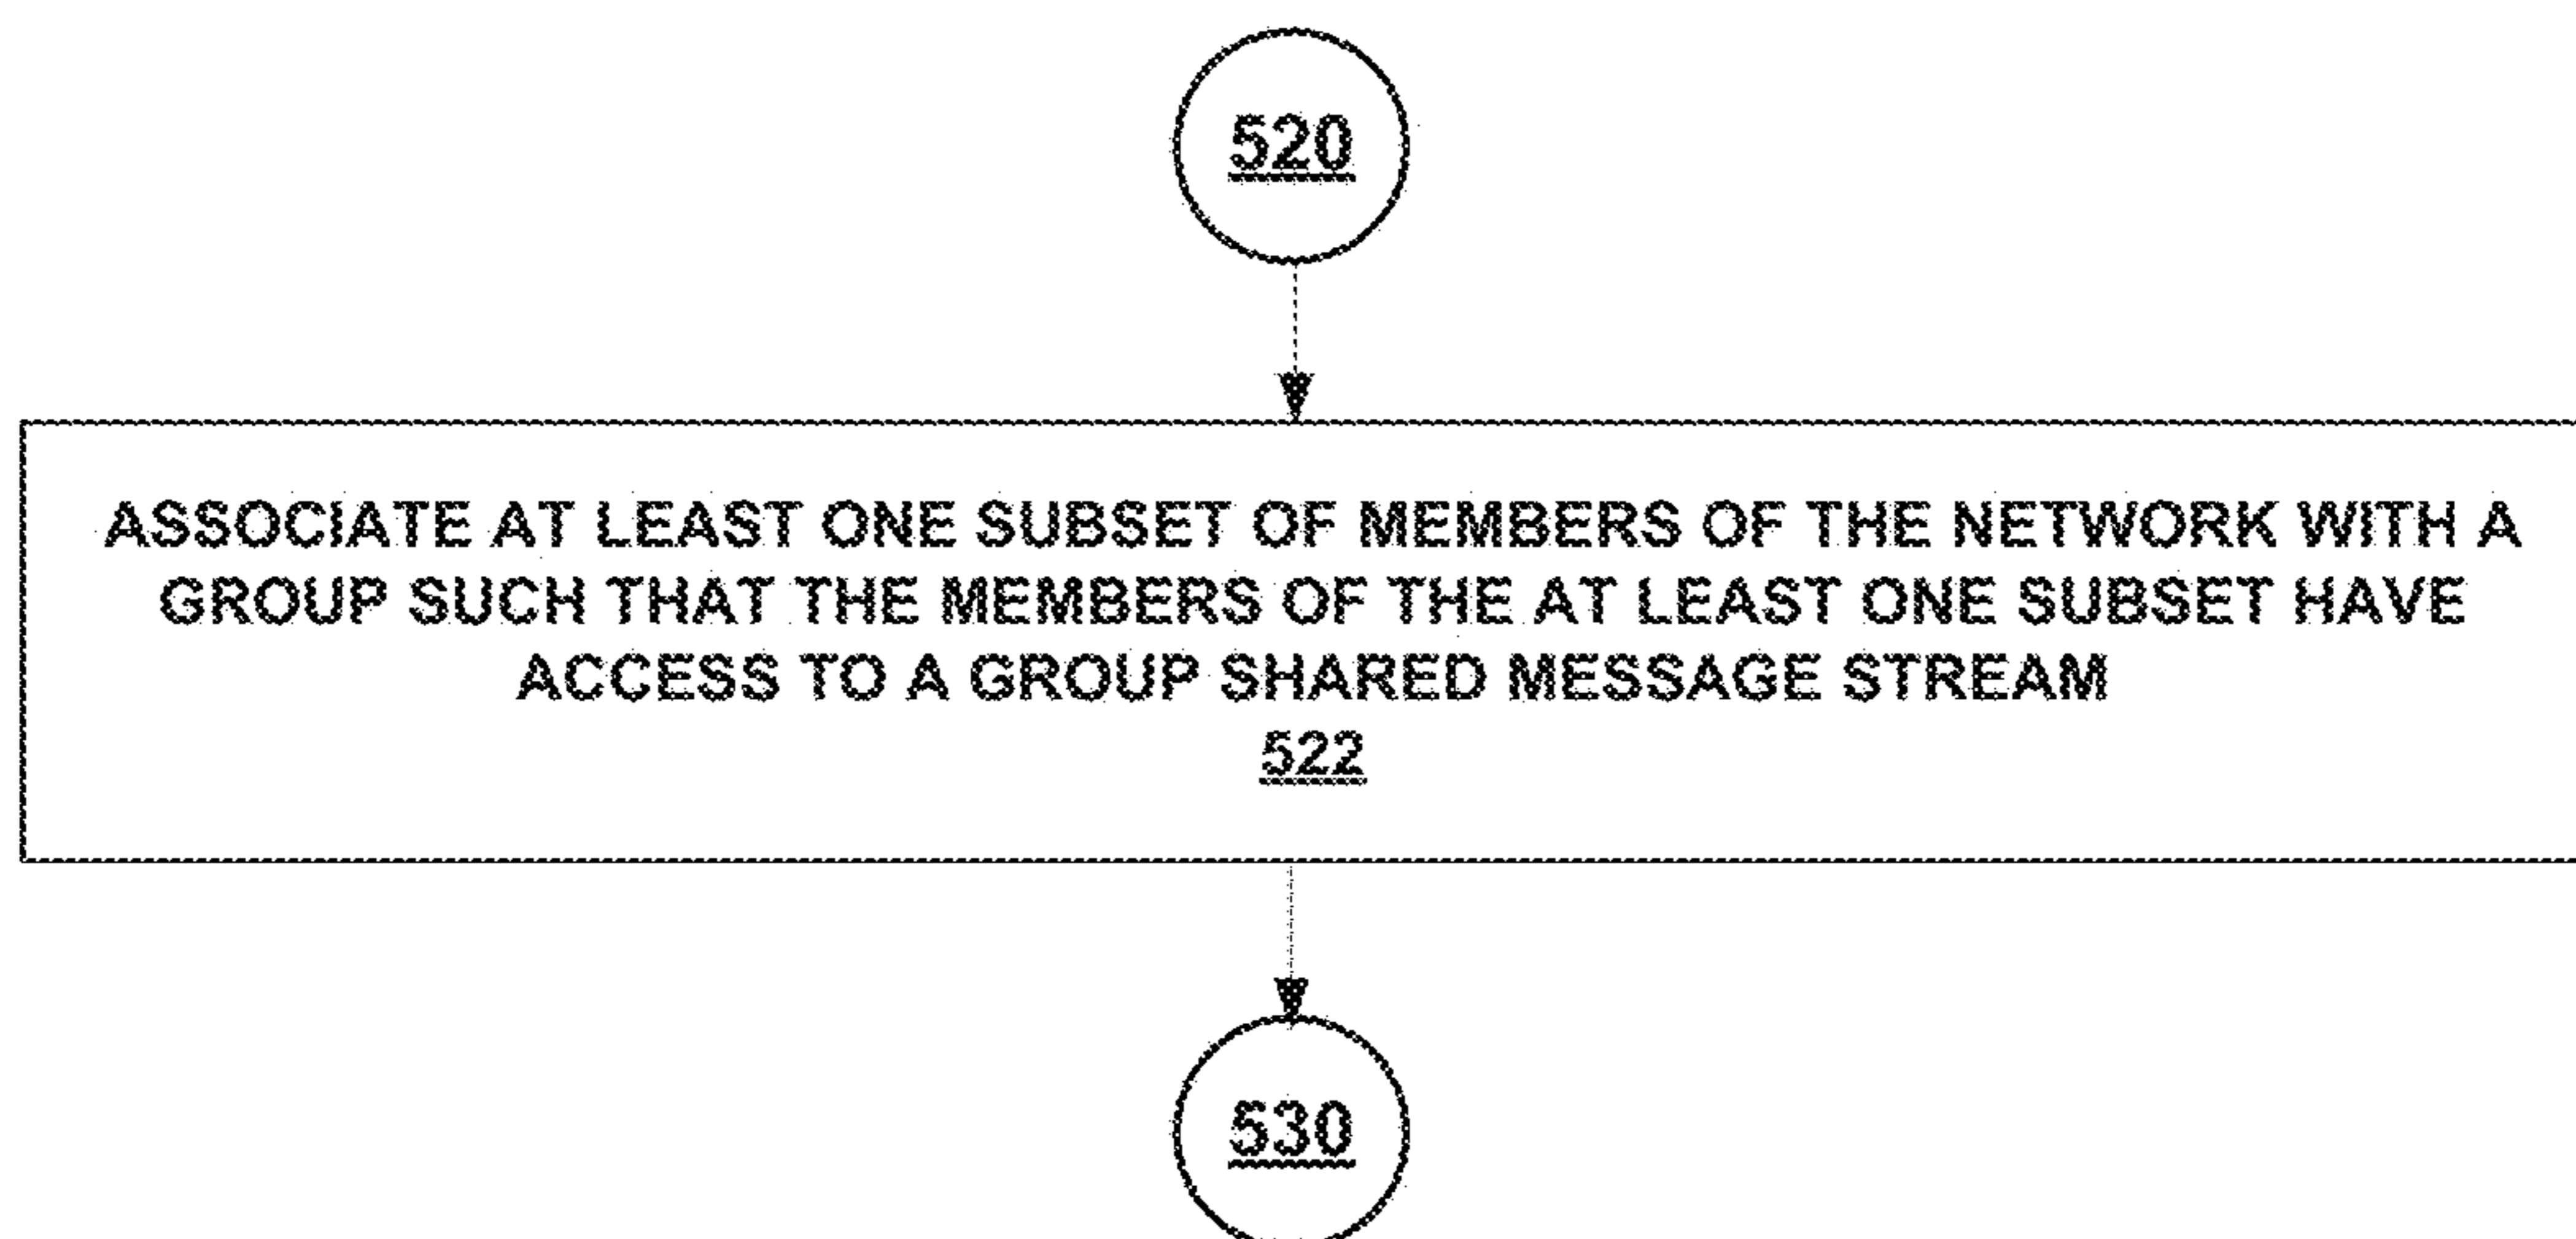 520
ASSOCIATE AT LEAST ONE SUBSET OF MEMBERS OF THE NETWORK WITH A
GROUP SUCH THAT THE MEMBERS OF THE AT LEAST ONE SUBSET HAVE
ACCESS TO A GROUP SHARED MESSAGE STREAM
522
530